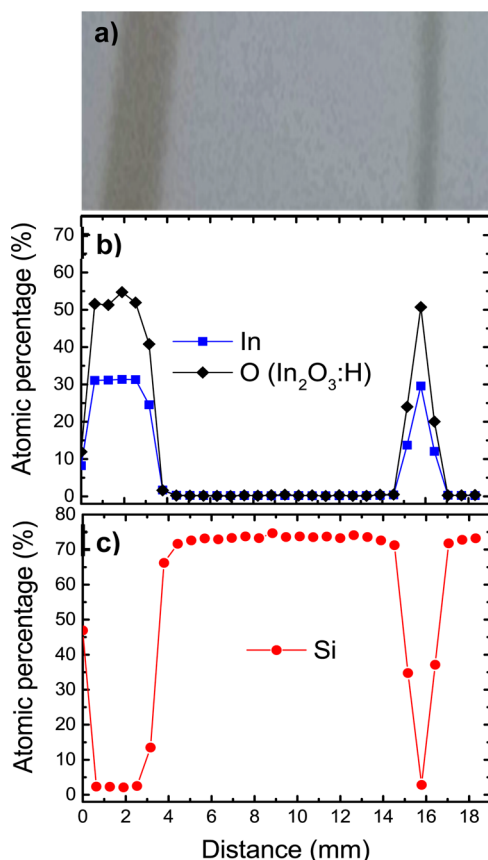 a)
b)
Atomic percentage (%)
70
60
50
40
30
20
10
0
In
O (In₂O₃:H)
c)
Atomic percentage (%)
80
70
60
50
40
30
20
10
0
Si
0 2 4 6 8 10 12 14 16 18
Distance (mm)